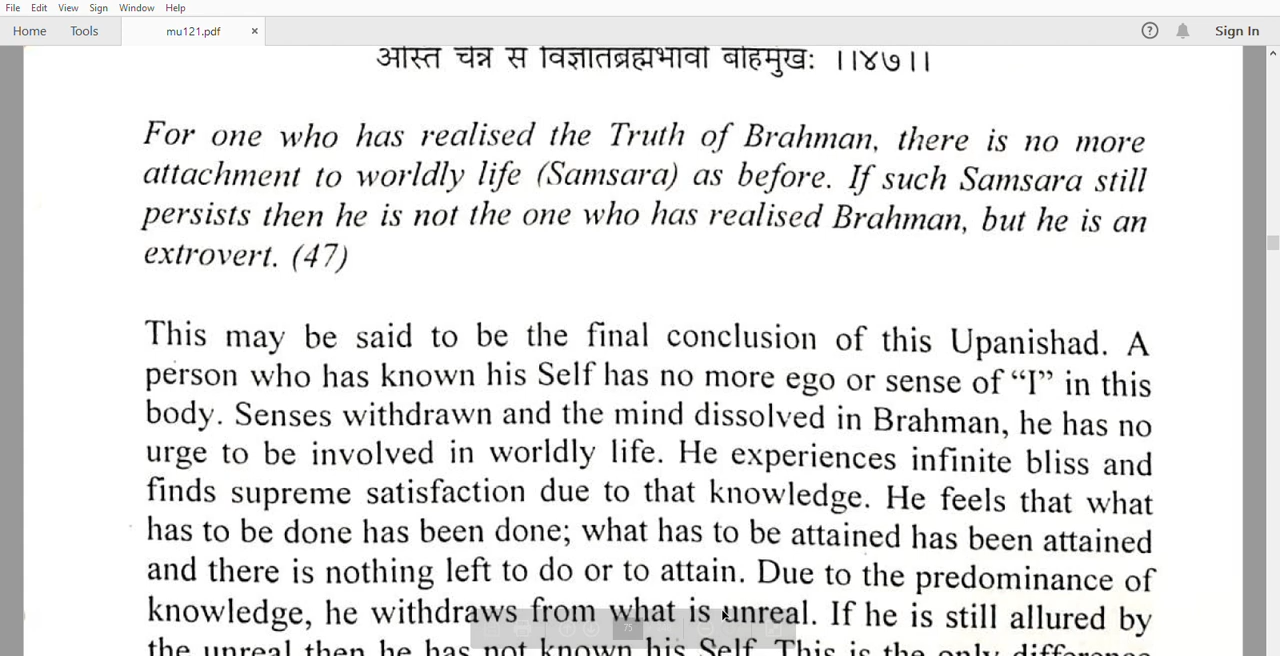 File Edit View Sign Window Help
Home Tools mu121.pdf × ? Sign In
अस्ति चेन्न स विज्ञातब्रह्मभावो बहिर्मुखः ।।४७।।
For one who has realised the Truth of Brahman, there is no more
attachment to worldly life (Samsara) as before. If such Samsara still
persists then he is not the one who has realised Brahman, but he is an
extrovert. (47)
This may be said to be the final conclusion of this Upanishad. A
person who has known his Self has no more ego or sense of “I” in this
body. Senses withdrawn and the mind dissolved in Brahman, he has no
urge to be involved in worldly life. He experiences infinite bliss and
finds supreme satisfaction due to that knowledge. He feels that what
has to be done has been done; what has to be attained has been attained
and there is nothing left to do or to attain. Due to the predominance of
knowledge, he withdraws from what is unreal. If he is still allured by
75
the unreal then he has not known his Self. This is the only difference